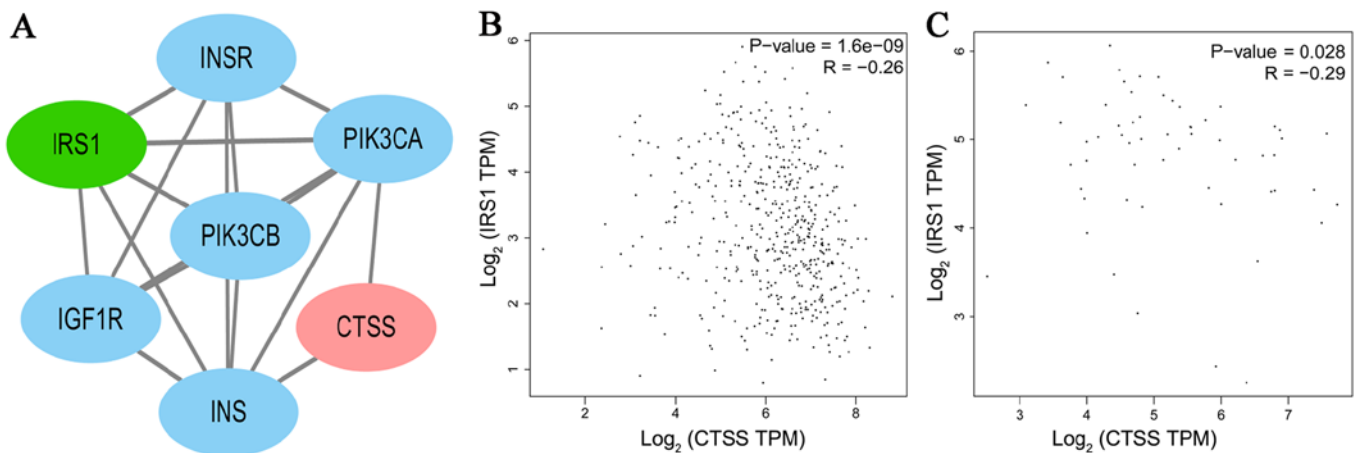 A
INSR
IRS1
PIK3CA
PIK3CB
IGF1R
CTSS
INS
B
P-value = 1.6e-09
R = -0.26
6
5
4
3
2
1
Log2 (IRS1 TPM)
2 4 6 8
Log2 (CTSS TPM)
C
P-value = 0.028
R = -0.29
6
5
4
3
Log2 (IRS1 TPM)
3 4 5 6 7
Log2 (CTSS TPM)